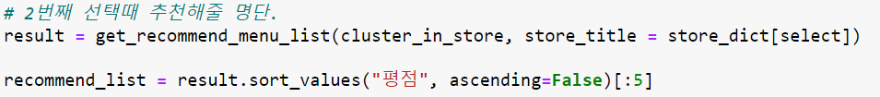 # 2번째 선택때 추천해줄 명단.
result = get_recommend_menu_list(cluster_in_store, store_title = store_dict[select])
recommend_list = result.sort_values("평점", ascending=False)[:5]